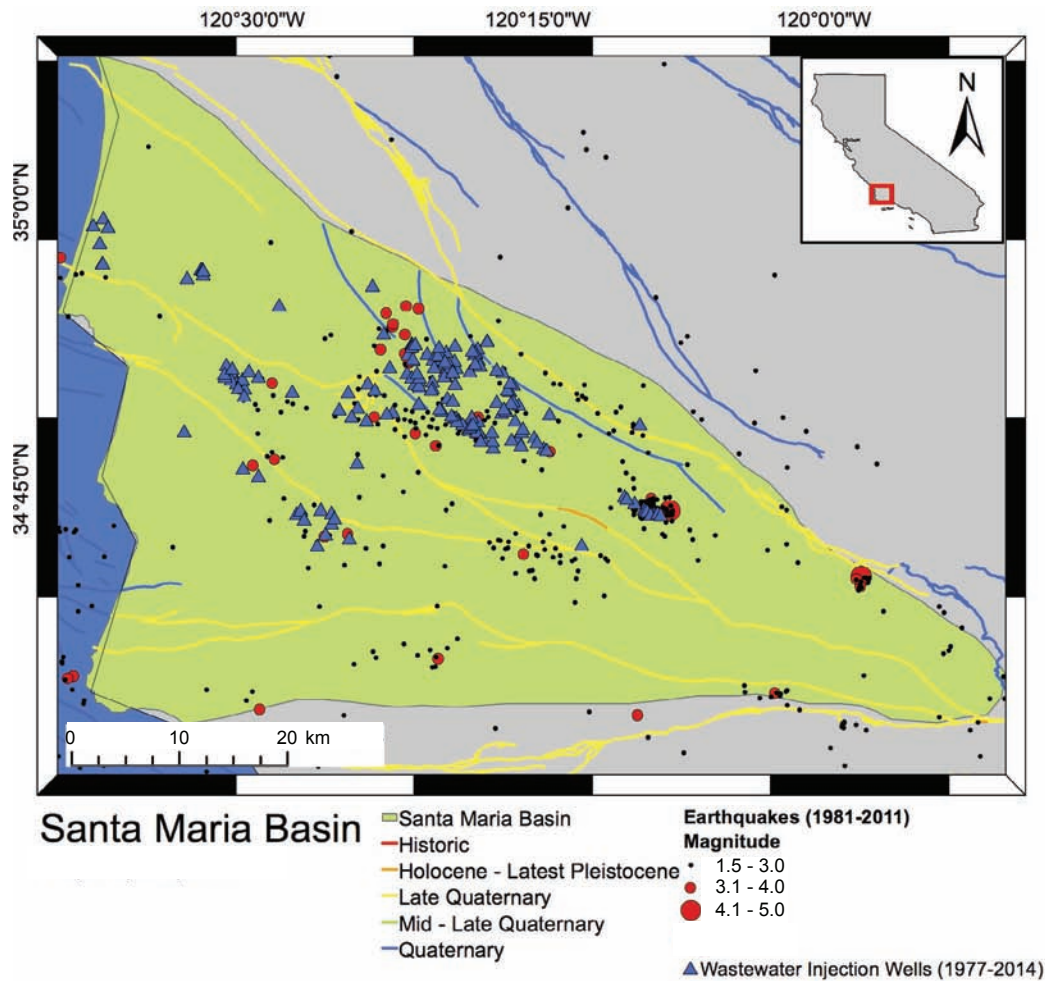 120°30'0"W 120°15'0"W 120°0'0"W
N
35°0'0"N
34°45'0"N
0 10 20 km
Santa Maria Basin
Santa Maria Basin
Historic
Holocene - Latest Pleistocene
Late Quaternary
Mid - Late Quaternary
Quaternary
Earthquakes (1981-2011)
Magnitude
1.5 - 3.0
3.1 - 4.0
4.1 - 5.0
Wastewater Injection Wells (1977-2014)